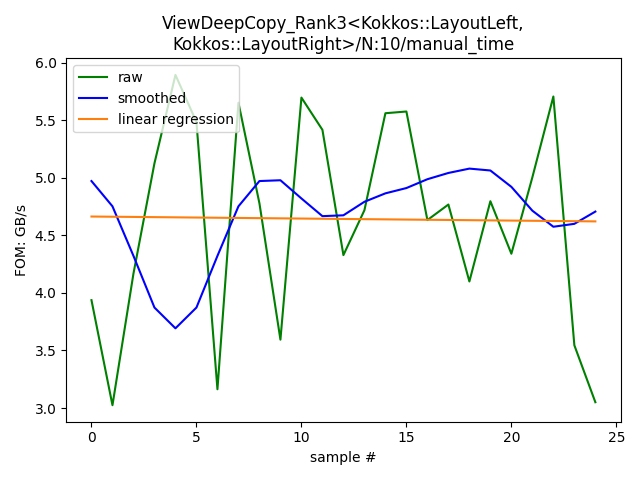 ViewDeepCopy_Rank3<Kokkos::LayoutLeft,
Kokkos::LayoutRight>/N:10/manual_time
6.0
5.5
5.0
4.5
4.0
3.5
3.0
FOM: GB/s
raw
smoothed
linear regression
0
5
10
15
20
25
sample #